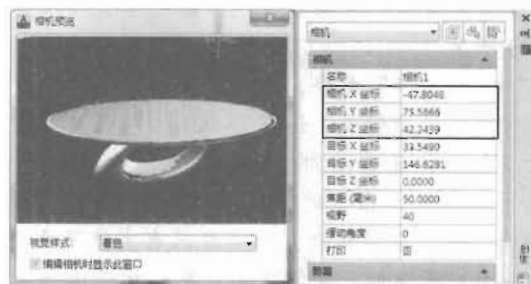 相机预览
视觉样式: 着色
编辑相机时显示此窗口
相机
相机
名称 相机1
相机 X 坐标 -47.8046
相机 Y 坐标 75.5666
相机 Z 坐标 42.2439
目标 X 坐标 33.5490
目标 Y 坐标 146.6281
目标 Z 坐标 0.0000
焦距 (毫米) 50.0000
视野 40
摆动角度 0
打印 否
剪裁